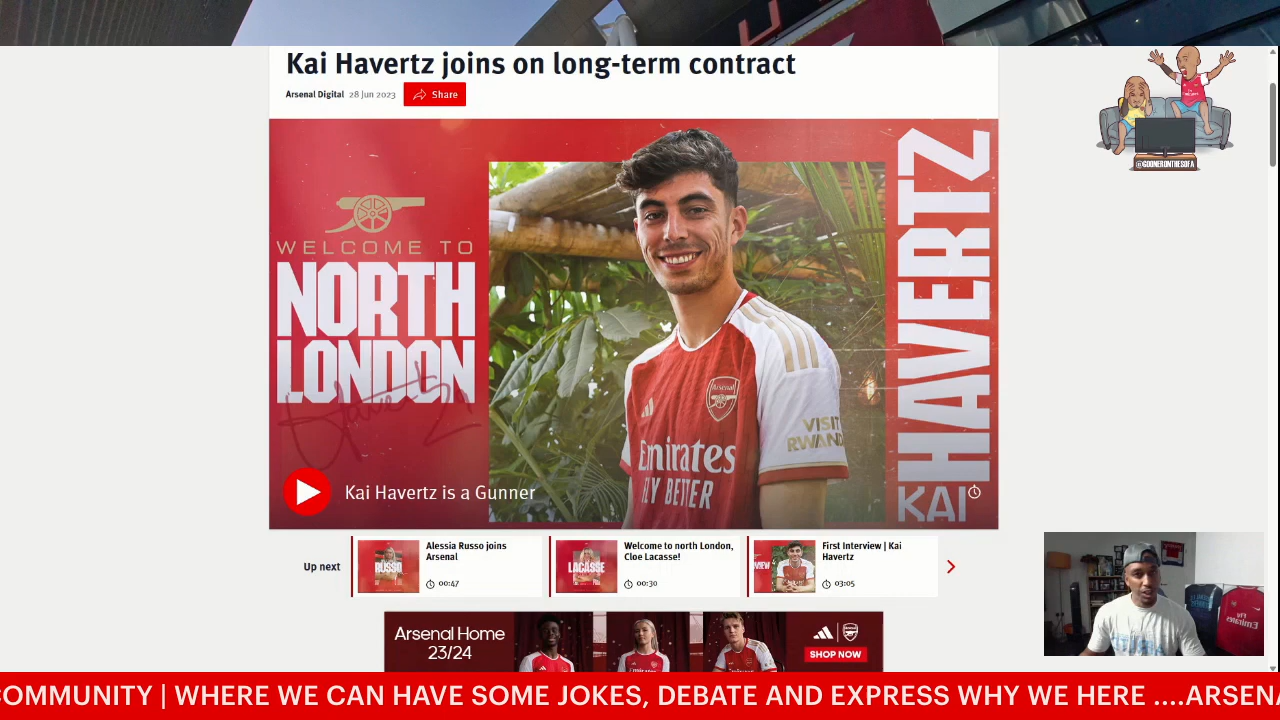 Kai Havertz joins on long-term contract
Arsenal Digital 28 Jun 2023 Share
WELCOME TO
NORTH
LONDON
HAVERTZ
KAI
Arsenal
VISIT
RWANDA
Emirates
FLY BETTER
Kai Havertz is a Gunner
@GOONERONTHESOFA
Up next
RUSSO
Alessia Russo joins
Arsenal
00:47
LACASSE
Welcome to north London,
Cloe Lacasse!
00:30
First Interview | Kai
Havertz
03:05
Arsenal Home
23/24
SHOP NOW
COMMUNITY | WHERE WE CAN HAVE SOME JOKES, DEBATE AND EXPRESS WHY WE HERE ....ARSENA